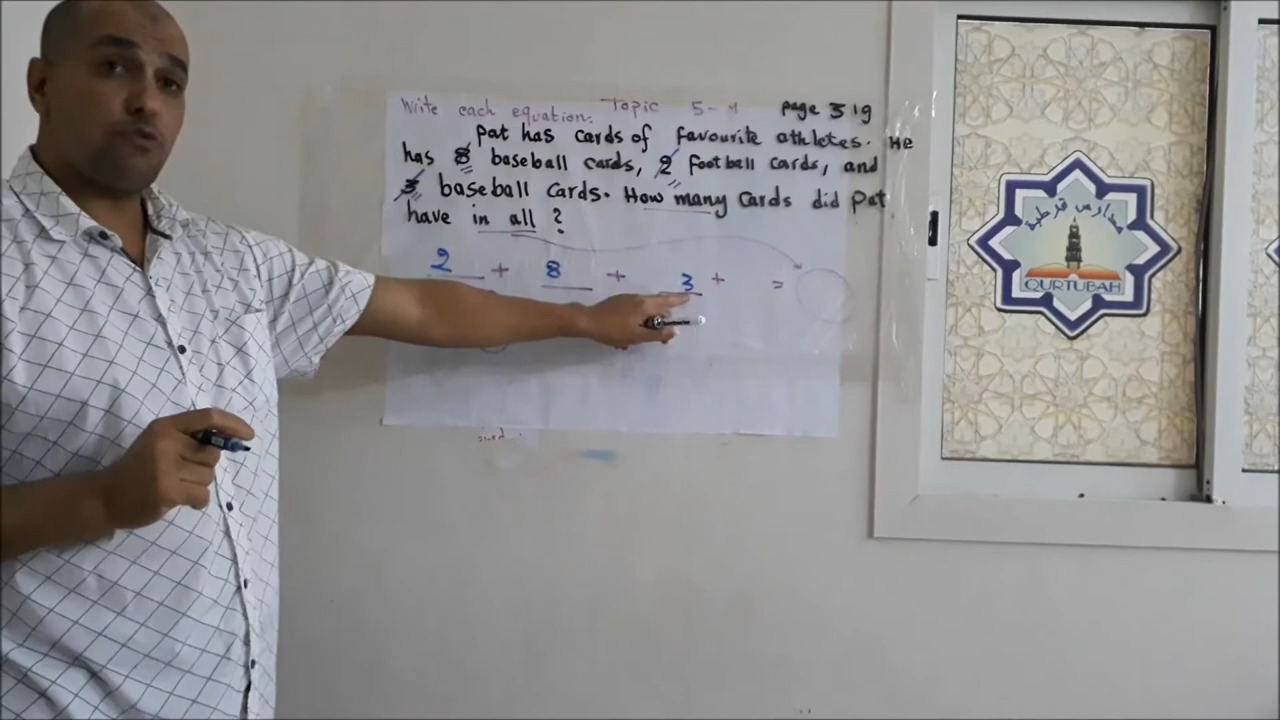 Write each equation. Topic 5-4 page 319
Pat has cards of favourite athletes. He
has 8 baseball cards, 2 football cards, and
3 baseball cards. How many cards did Pat
have in all ?
2 + 8 + 3 + =
مدارس قرطبة
QURTUBAH